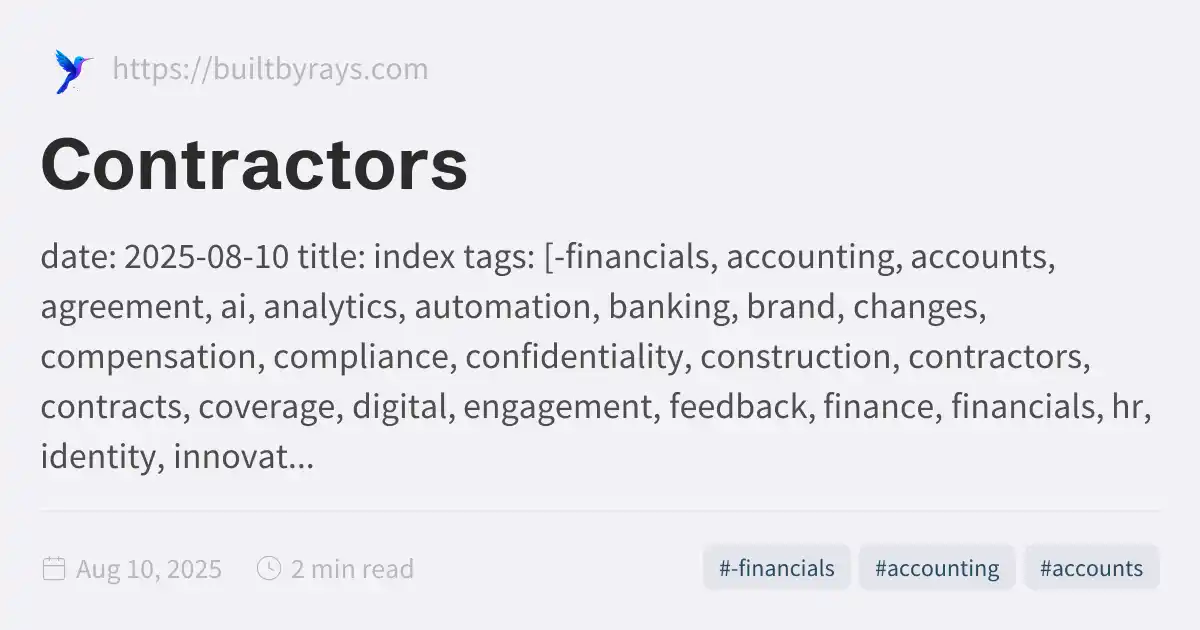 https://builtbyrays.com
Contractors
date: 2025-08-10 title: index tags: [-financials, accounting, accounts,
agreement, ai, analytics, automation, banking, brand, changes,
compensation, compliance, confidentiality, construction, contractors,
contracts, coverage, digital, engagement, feedback, finance, financials, hr,
identity, innovat...
Aug 10, 2025 2 min read #-financials #accounting #accounts